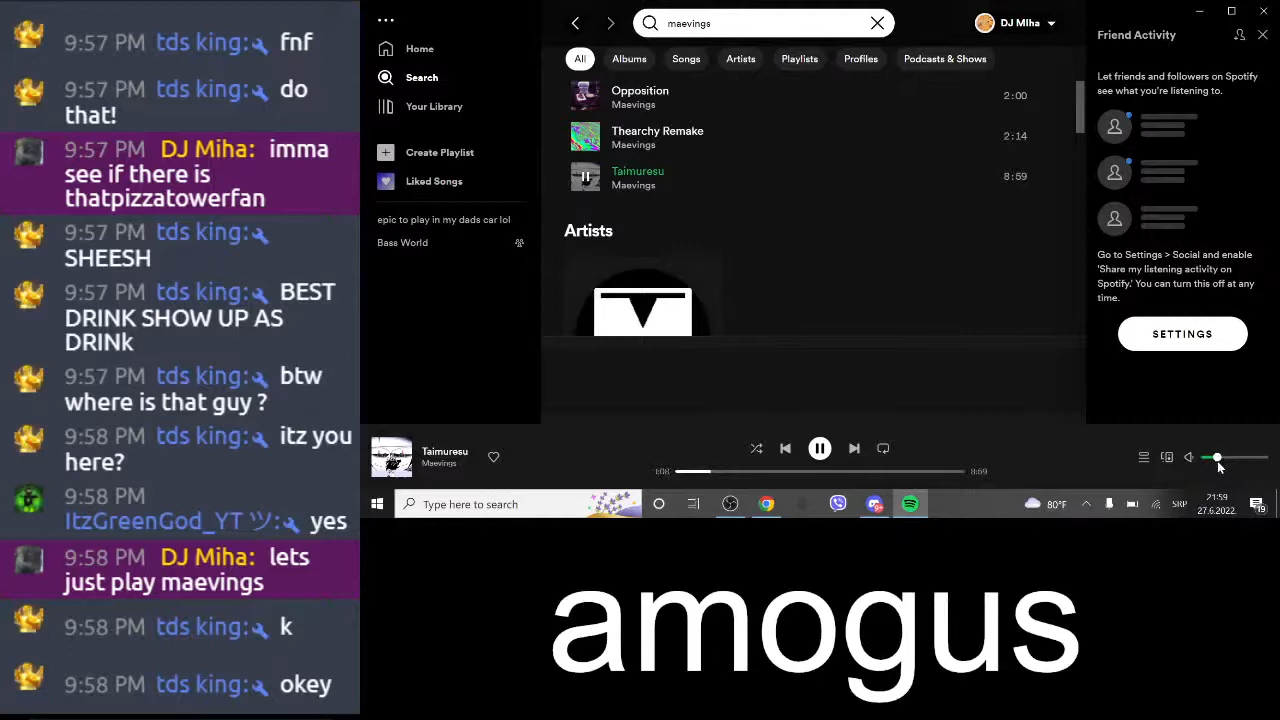 9:57 PM tds king: fnf
9:57 PM tds king: do
that!
9:57 PM DJ Miha: imma
see if there is
thatpizzatowerfan
9:57 PM tds king:
SHEESH
9:57 PM tds king: BEST
DRINK SHOW UP AS
DRINk
9:57 PM tds king: btw
where is that guy ?
9:58 PM tds king: itz you
here?
9:58 PM
ItzGreenGod_YT ツ: yes
9:58 PM DJ Miha: lets
just play maevings
9:58 PM tds king: k
9:58 PM tds king: okey
Home
Search
Your Library
Create Playlist
Liked Songs
epic to play in my dads car lol
Bass World
maevings
DJ MIha
All Albums Songs Artists Playlists Profiles Podcasts & Shows
Opposition
Maevings
2:00
Thearchy Remake
Maevings
2:14
Taimuresu
Maevings
8:59
Artists
Friend Activity
Let friends and followers on Spotify
see what you're listening to.
Go to Settings > Social and enable
'Share my listening activity on
Spotify.' You can turn this off at any
time.
SETTINGS
Taimuresu
Maevings
1:08
8:59
Type here to search
80°F
SRP
21:59
27.6.2022.
19
amogus